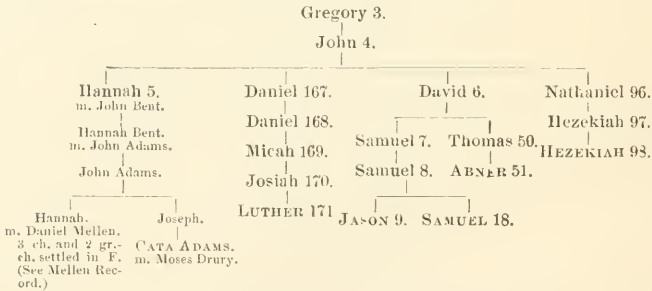 Gregory 3.
John 4.
Hannah 5.
m. John Bent.
Hannah Bent.
m. John Adams.
John Adams.
Hannah.
m. Daniel Mellen.
3 ch. and 2 gr.-
ch. settled in F.
(See Mellen Rec-
ord.)
Joseph.
CATA ADAMS.
m. Moses Drury.
Daniel 167.
Daniel 168.
Micah 169.
Josiah 170.
LUTHER 171
David 6.
Samuel 7.
Samuel 8.
JASON 9. SAMUEL 18.
Thomas 50.
ABNER 51.
Nathaniel 96.
Hezekiah 97.
HEZEKIAH 98.